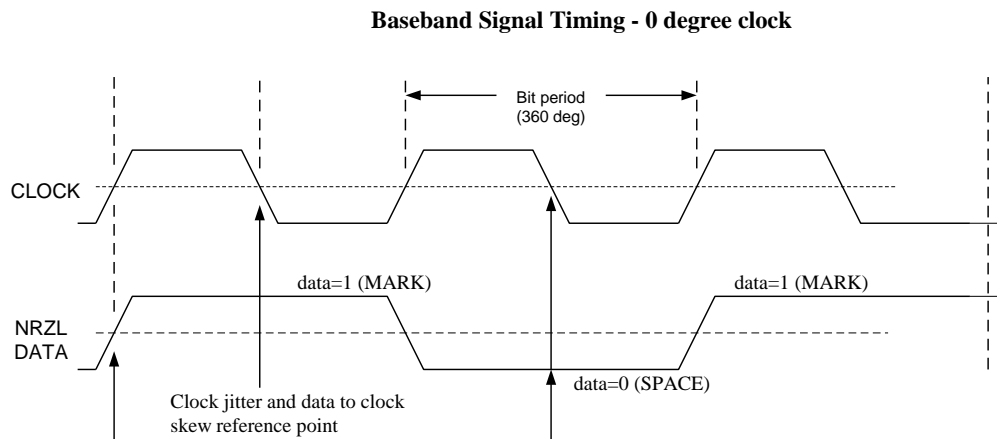 Baseband Signal Timing - 0 degree clock
Bit period
(360 deg)
CLOCK
data=1 (MARK)
data=1 (MARK)
NRZL
DATA
data=0 (SPACE)
Clock jitter and data to clock
skew reference point